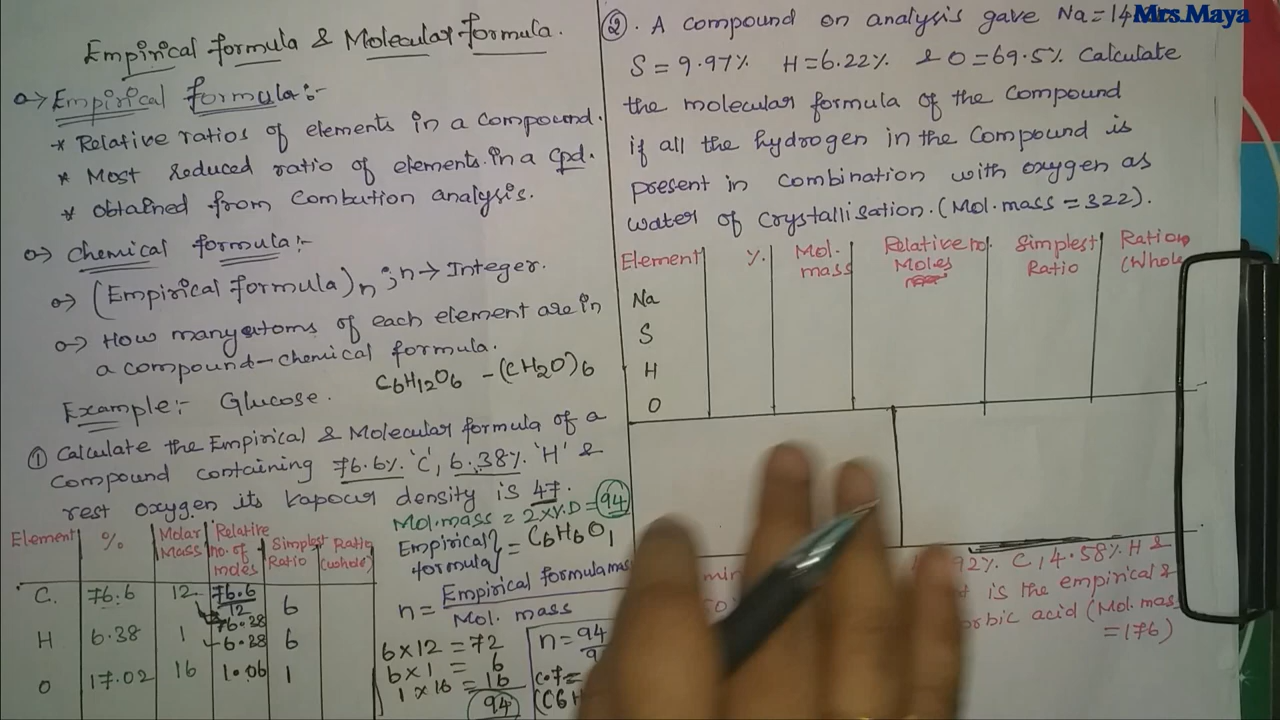 Empirical formula & Molecular formula.
Empirical formula:-
* Relative ratios of elements in a compound.
* Most reduced ratio of elements in a cpd.
* obtained from Combution analysis.
Chemical formula:-
(Empirical formula)n ; n → Integer.
How many atoms of each element are in
a compound - chemical formula.
C6H12O6 - (CH2O)6
Example:- Glucose.
① Calculate the Empirical & Molecular formula of a
compound containing 76.6% 'C', 6.38% 'H' &
rest oxygen its vapour density is 47.
Mol.mass = 2 x V.D = 94
Element % Molar Mass Relative no. of moles Simplest Ratio Ratio (whole)
C. 76.6 12 76.6/12 6
H 6.38 1 6.38 6
O 17.02 16 1.06 1
Empirical formula } = C6H6O1
n = Empirical formula mas
Mol. mass
6 x 12 = 72
6 x 1 = 6
1 x 16 = 16
94
n = 94
Mrs.Maya
②. A compound on analysis gave Na = 14
S = 9.97% H = 6.22% & O = 69.5% Calculate
the molecular formula of the Compound
if all the hydrogen in the Compound is
present in combination with oxygen as
water of Crystallisation. (Mol.mass = 322).
Element % Mol. mass Relative no. Moles Simplest Ratio Ratio (Whole
Na
S
H
O
92% C, 4.58% H &
is the empirical &
orbic acid (Mol. mas
= 176)